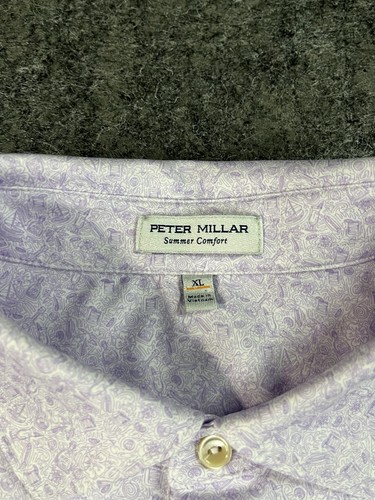 PETER MILLAR
Summer Comfort
XL
Made in
Vietnam